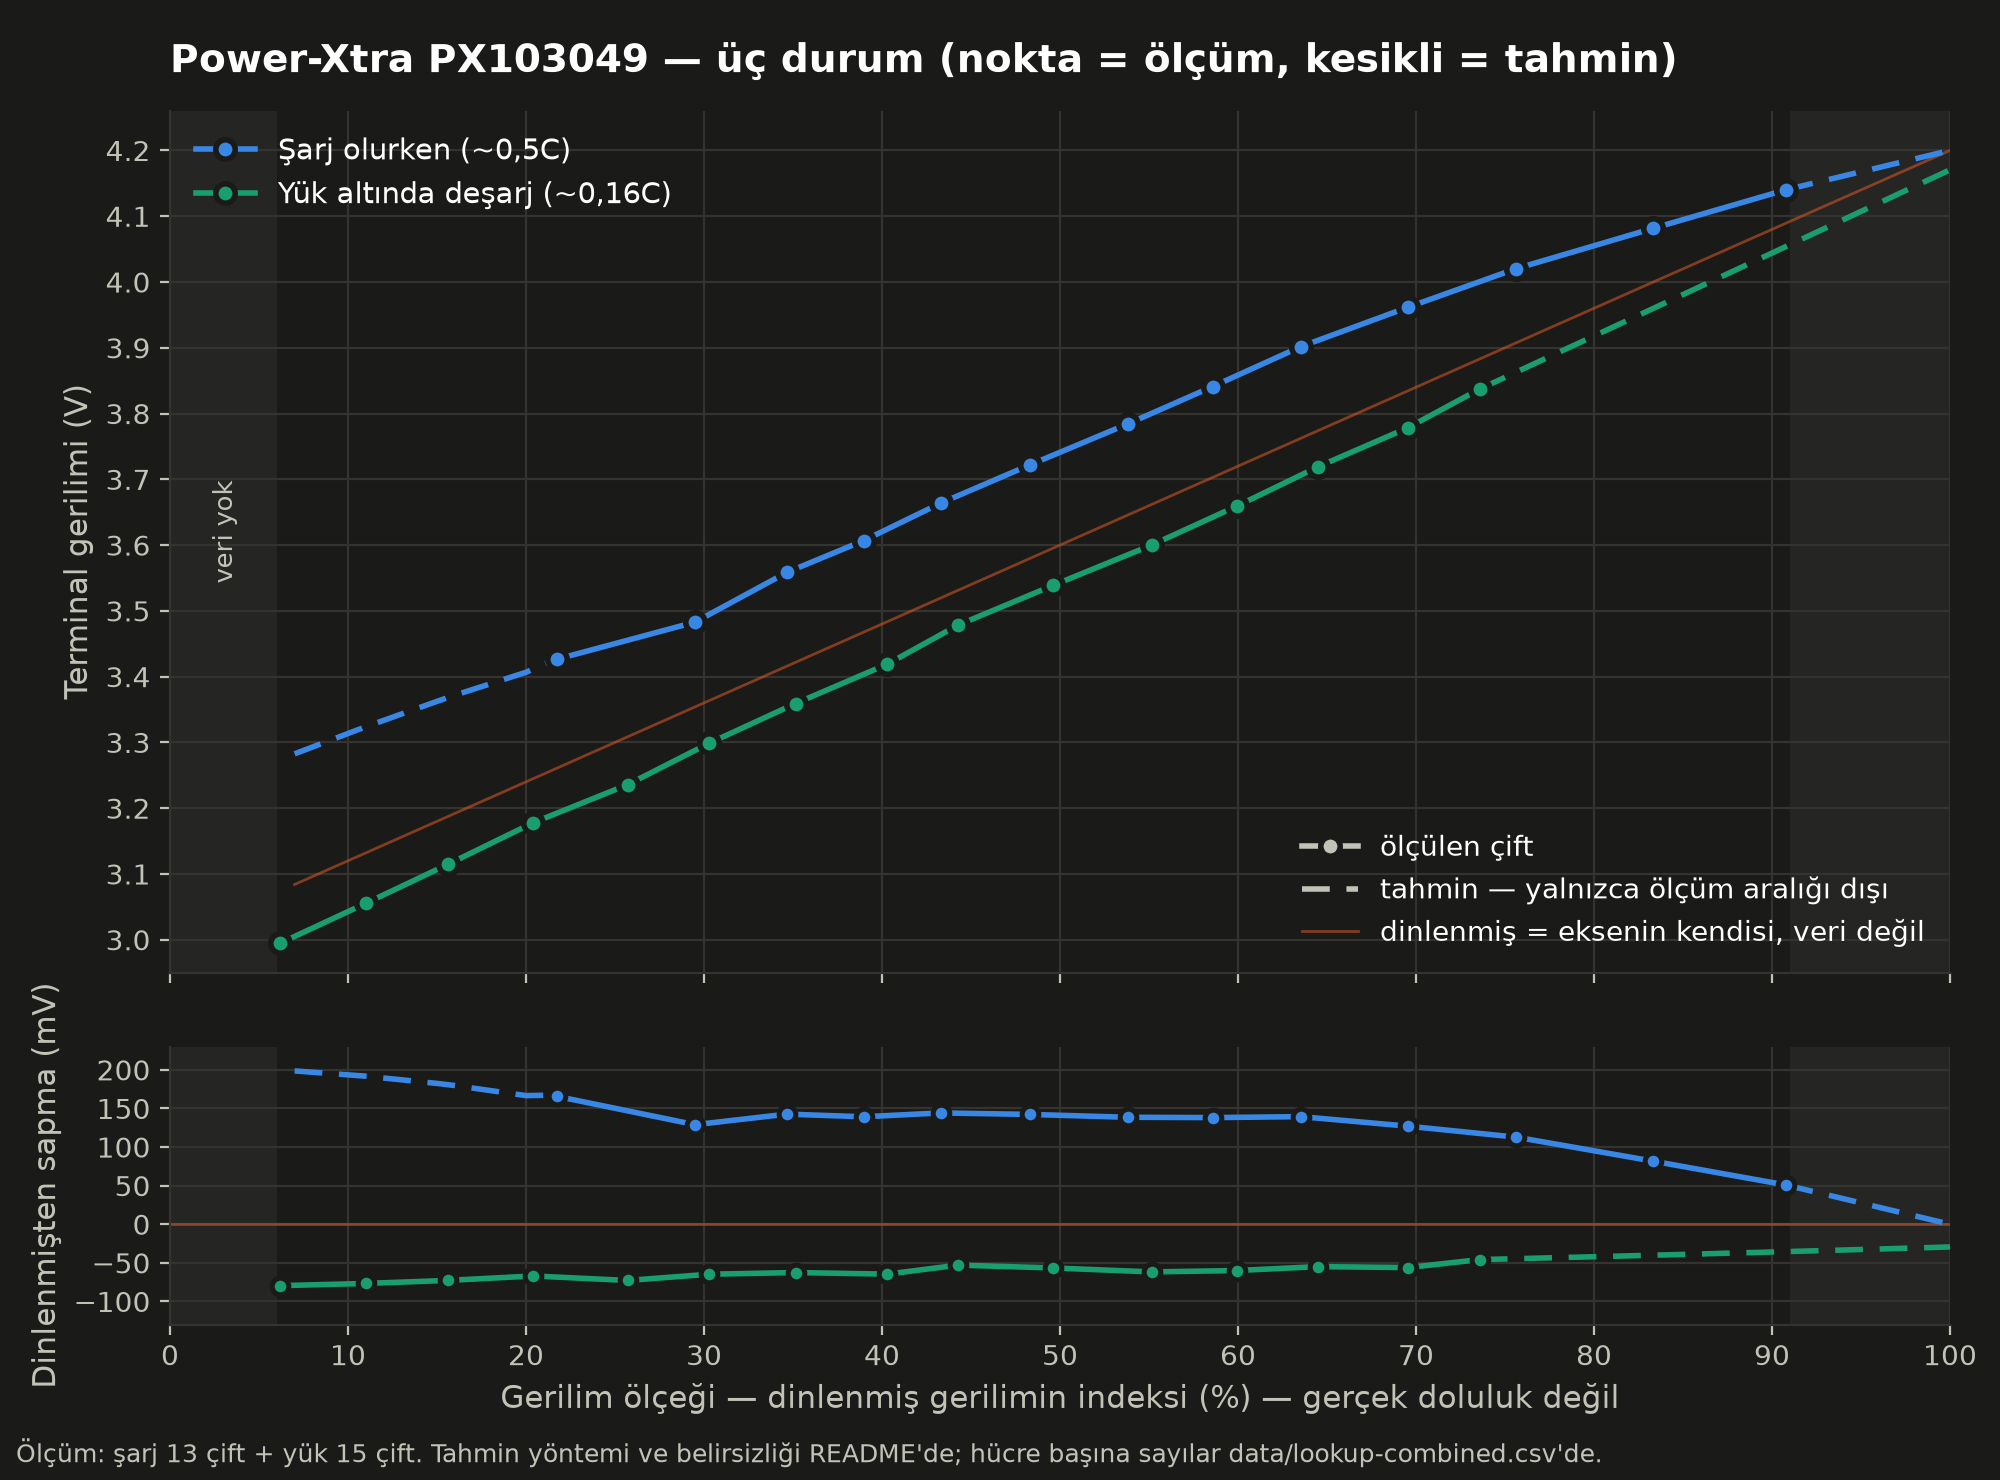 Power-Xtra PX103049 — üç durum (nokta = ölçüm, kesikli = tahmin)
Şarj olurken (~0,5C)
Yük altında deşarj (~0,16C)
Terminal gerilimi (V)
4.2
4.1
4.0
3.9
3.8
3.7
3.6
3.5
3.4
3.3
3.2
3.1
3.0
veri yok
ölçülen çift
tahmin — yalnızca ölçüm aralığı dışı
dinlenmiş = eksenin kendisi, veri değil
Dinlenmişten sapma (mV)
200
150
100
50
0
−50
−100
0 10 20 30 40 50 60 70 80 90 100
Gerilim ölçeği — dinlenmiş gerilimin indeksi (%) — gerçek doluluk değil
Ölçüm: şarj 13 çift + yük 15 çift. Tahmin yöntemi ve belirsizliği README'de; hücre başına sayılar data/lookup-combined.csv'de.